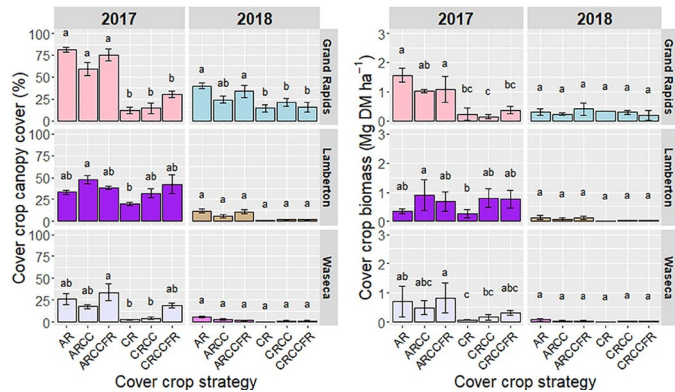 2017 2018
Cover crop canopy cover (%)
100
75
50
25
0
a a a b b b
a ab a b b b
Grand Rapids
100
75
50
25
0
ab a ab b ab ab
a a a a a a
Lamberton
100
75
50
25
0
ab ab a b b ab
a a a a a a
Waseca
AR ARCC ARCCFR CR CRCC CRCCFR
AR ARCC ARCCFR CR CRCC CRCCFR
Cover crop strategy
2017 2018
Cover crop biomass (Mg DM ha⁻¹)
3
2
1
0
a ab a bc c bc
a a a a a a
Grand Rapids
3
2
1
0
ab a ab b ab ab
a a a a a a
Lamberton
3
2
1
0
ab abc a c bc abc
a a a a a a
Waseca
AR ARCC ARCCFR CR CRCC CRCCFR
AR ARCC ARCCFR CR CRCC CRCCFR
Cover crop strategy